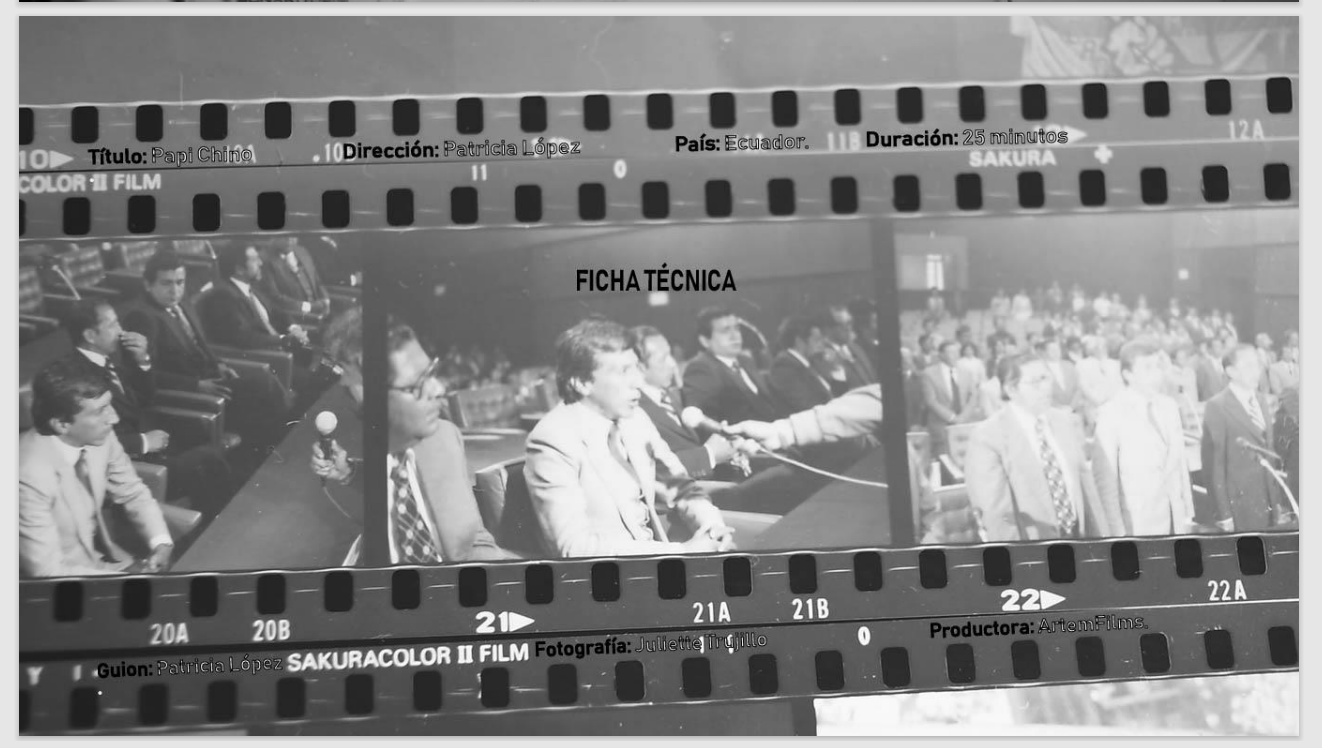 12A
10▶ Título: Papi Chino .10 Dirección: Patricia López País: Ecuador. 11B Duración: 25 minutos
COLOR II FILM 11 0 SAKURA +
FICHA TÉCNICA
20A 20B 21▶ 21A 21B 22▶ 22A
Guion: Patricia López SAKURACOLOR II FILM Fotografía: Juliette Trujillo 0 Productora: ArtemFilms.